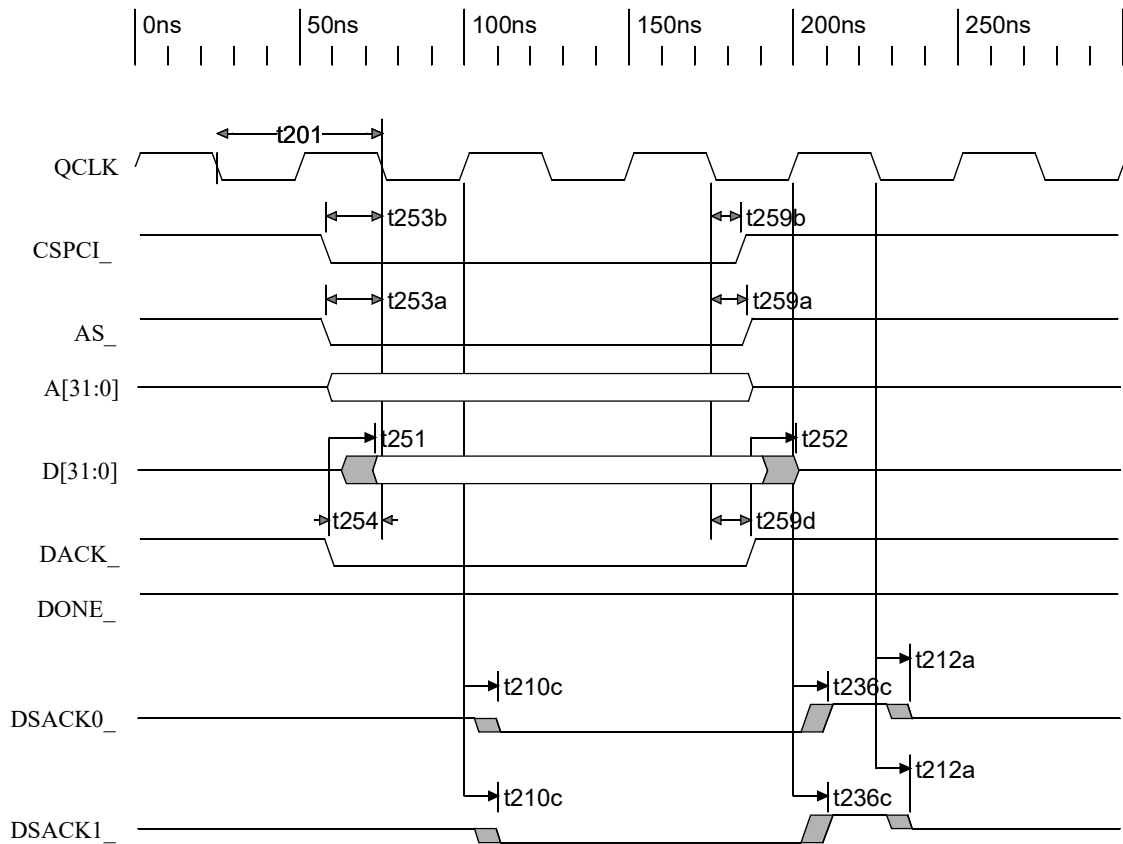 0ns 50ns 100ns 150ns 200ns 250ns
t201
QCLK
t253b t259b
CSPCI_
t253a t259a
AS_
A[31:0]
t251 t252
D[31:0]
t254 t259d
DACK_
DONE_
t212a
t210c t236c
DSACK0_
t212a
t210c t236c
DSACK1_